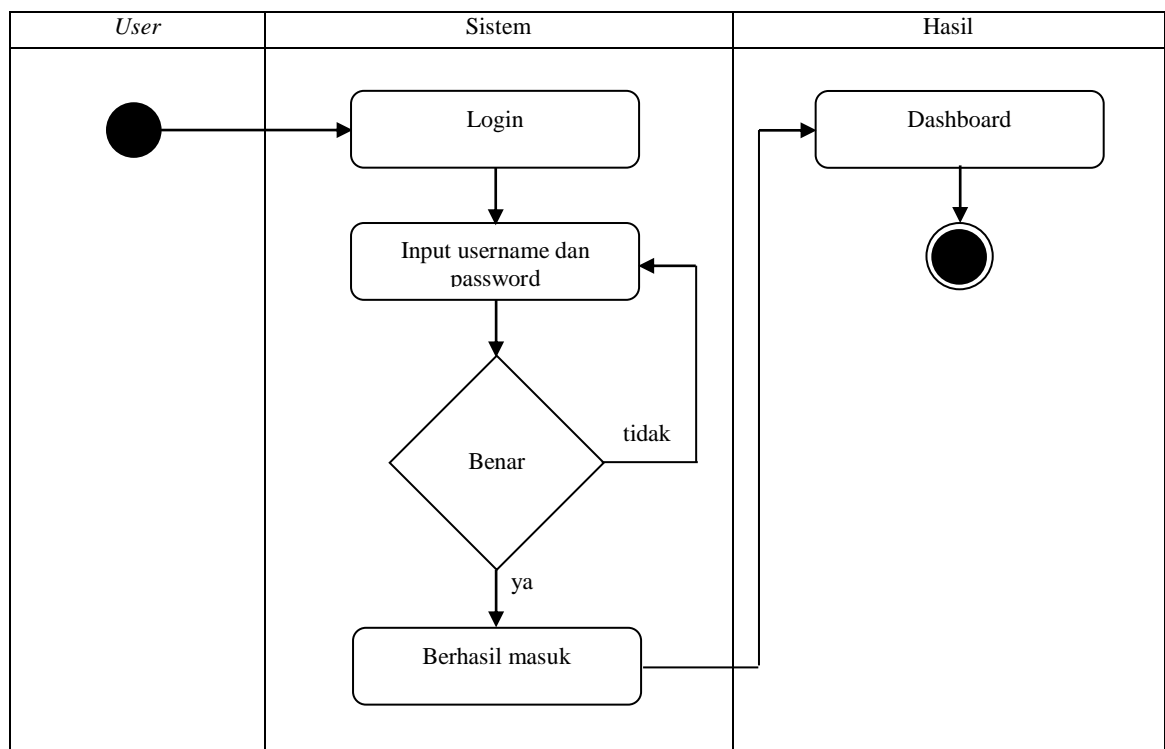 User
Sistem
Hasil
Login
Dashboard
Input username dan
password
tidak
Benar
ya
Berhasil masuk